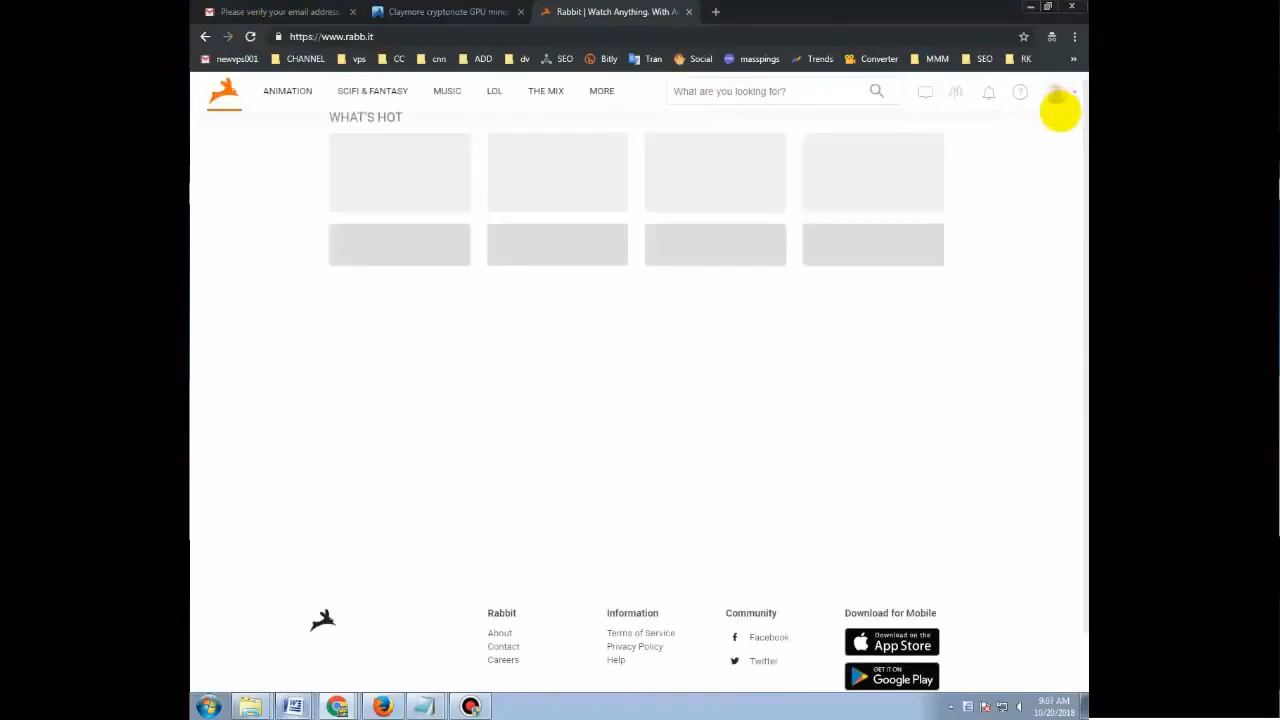 Please verify your email address
Claymore cryptonote GPU mine
Rabbit | Watch Anything. With A
https://www.rabb.it
newvps001 CHANNEL vps CC cnn ADD dv SEO Bitly Tran Social masspings Trends Converter MMM SEO RK »
ANIMATION SCIFI & FANTASY MUSIC LOL THE MIX MORE What are you looking for?
WHAT'S HOT
Rabbit Information Community Download for Mobile
About Terms of Service Facebook Download on the App Store
Contact Privacy Policy
Careers Help Twitter
GET IT ON
Google Play
9:07 AM
10/20/2018